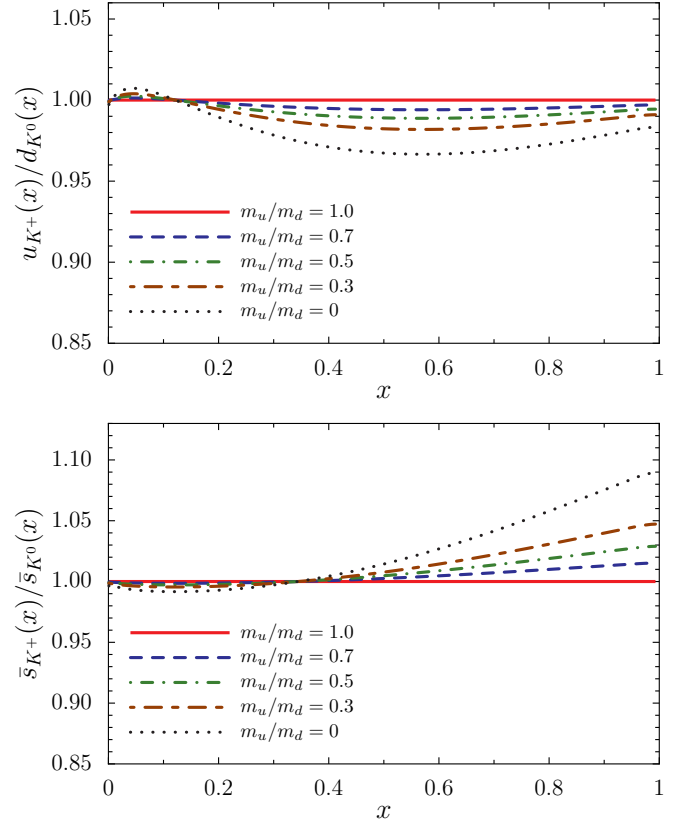 1.05
1.00
0.95
0.90
0.85
u_{K^+}(x)/d_{K^0}(x)
m_u/m_d = 1.0
m_u/m_d = 0.7
m_u/m_d = 0.5
m_u/m_d = 0.3
m_u/m_d = 0
0 0.2 0.4 0.6 0.8 1
x
1.10
1.05
1.00
0.95
0.90
0.85
s̄_{K^+}(x)/s̄_{K^0}(x)
m_u/m_d = 1.0
m_u/m_d = 0.7
m_u/m_d = 0.5
m_u/m_d = 0.3
m_u/m_d = 0
0 0.2 0.4 0.6 0.8 1
x